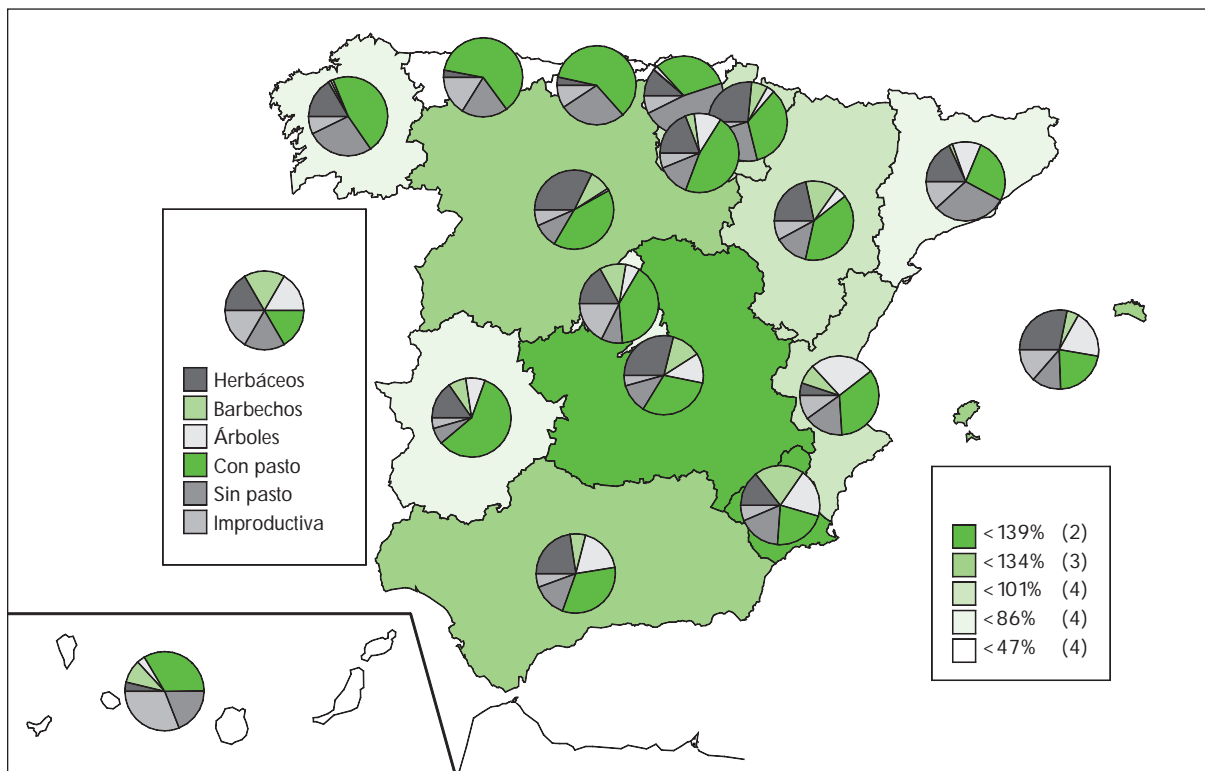 Herbáceos
Barbechos
Árboles
Con pasto
Sin pasto
Improductiva
<139% (2)
<134% (3)
<101% (4)
<86% (4)
<47% (4)